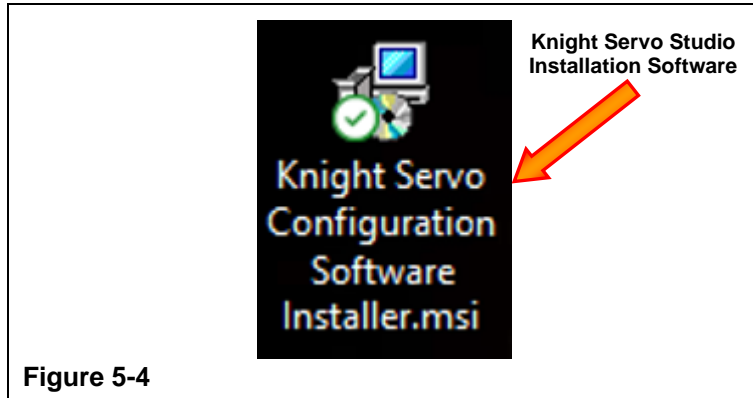 Knight Servo Studio
Installation Software
Knight Servo
Configuration
Software
Installer.msi
Figure 5-4